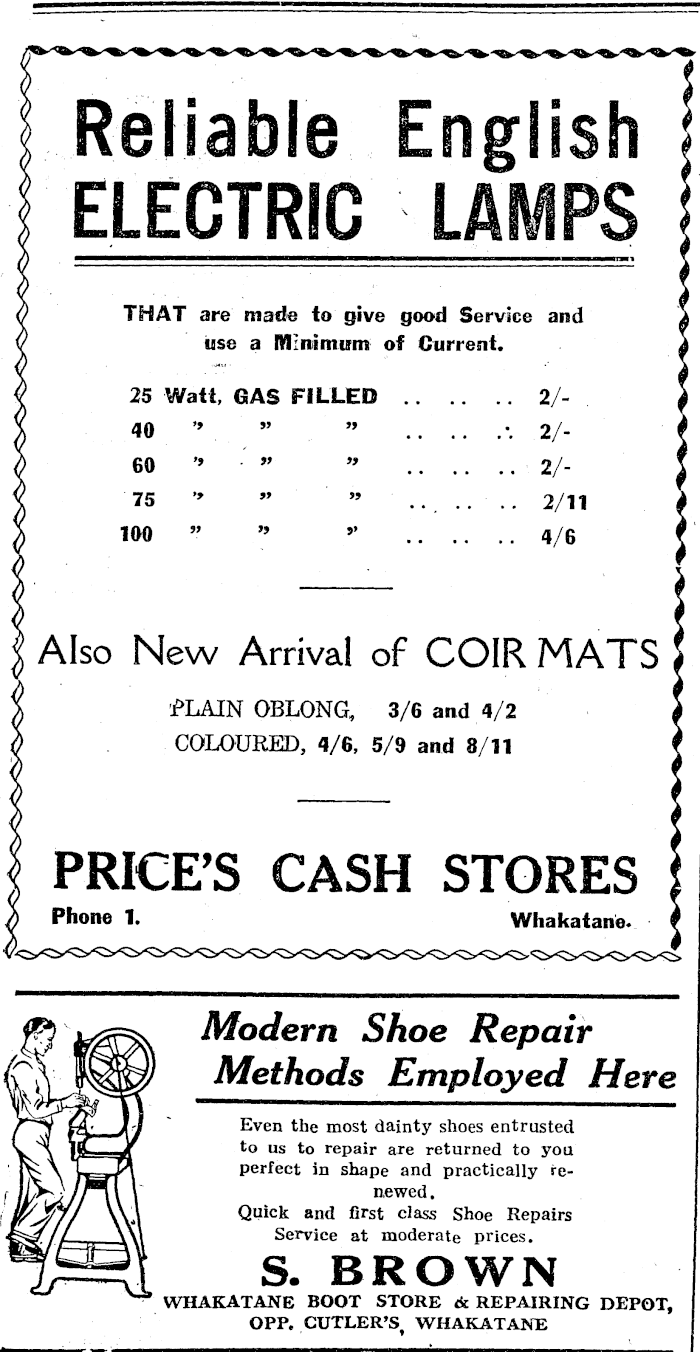 Reliable English
ELECTRIC LAMPS
THAT are made to give good Service and
use a Minimum of Current.
25 Watt, GAS FILLED .. .. .. 2/-
40 ” ” ” .. .. .. 2/-
60 ” ” ” .. .. .. 2/-
75 ” ” ” .. .. .. 2/11
100 ” ” ” .. .. .. 4/6
Also New Arrival of COIR MATS
PLAIN OBLONG, 3/6 and 4/2
COLOURED, 4/6, 5/9 and 8/11
PRICE'S CASH STORES
Phone 1. Whakatane.
Modern Shoe Repair
Methods Employed Here
Even the most dainty shoes entrusted
to us to repair are returned to you
perfect in shape and practically re-
newed.
Quick and first class Shoe Repairs
Service at moderate prices.
S. BROWN
WHAKATANE BOOT STORE & REPAIRING DEPOT,
OPP. CUTLER'S, WHAKATANE